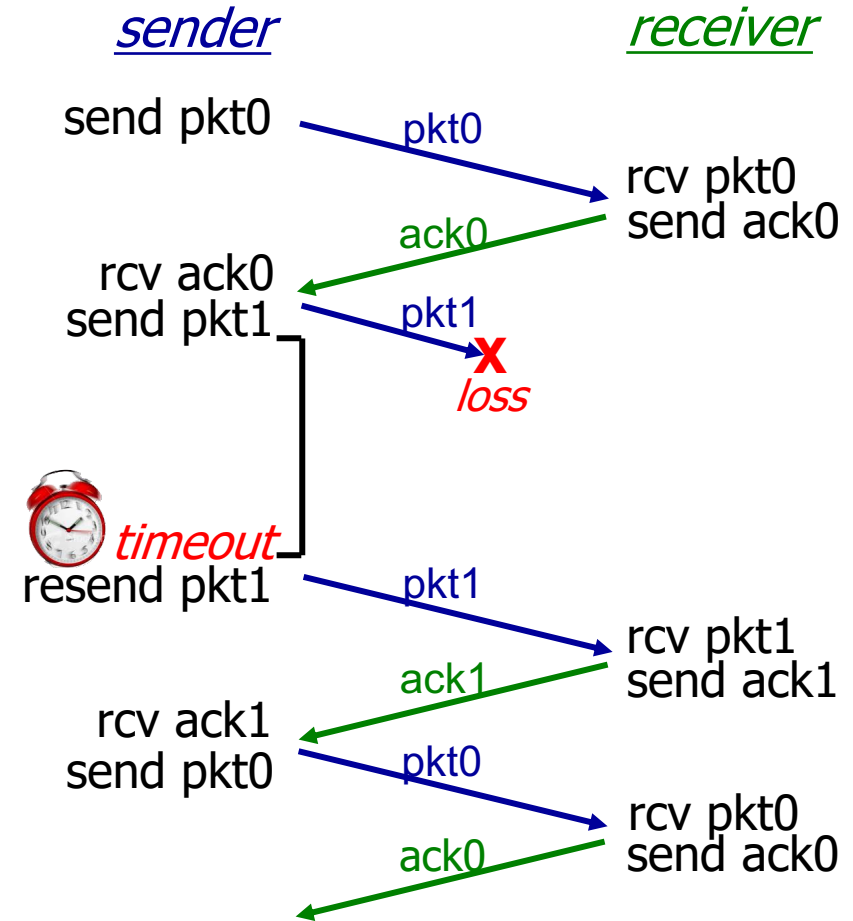 sender
receiver
send pkt0
pkt0
rcv pkt0
send ack0
ack0
rcv ack0
send pkt1
pkt1
X
loss
timeout
resend pkt1
pkt1
rcv pkt1
send ack1
ack1
rcv ack1
send pkt0
pkt0
rcv pkt0
send ack0
ack0